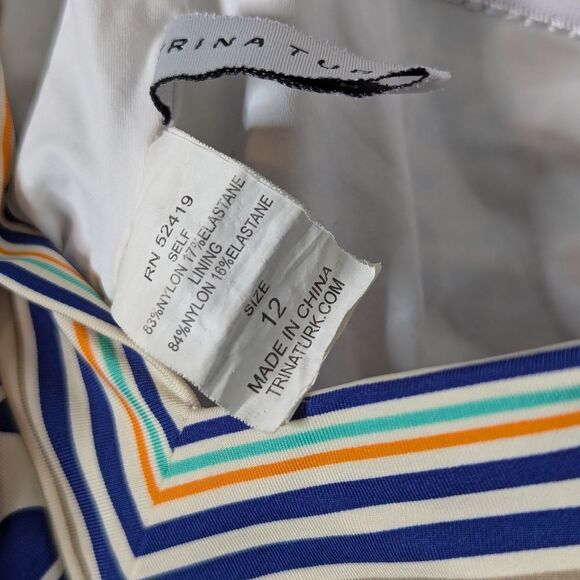 RINA TU
RN 52419
SELF
83%NYLON 17%ELASTANE
LINING
84%NYLON 16%ELASTANE
SIZE
12
MADE IN CHINA
TRINATURK.COM